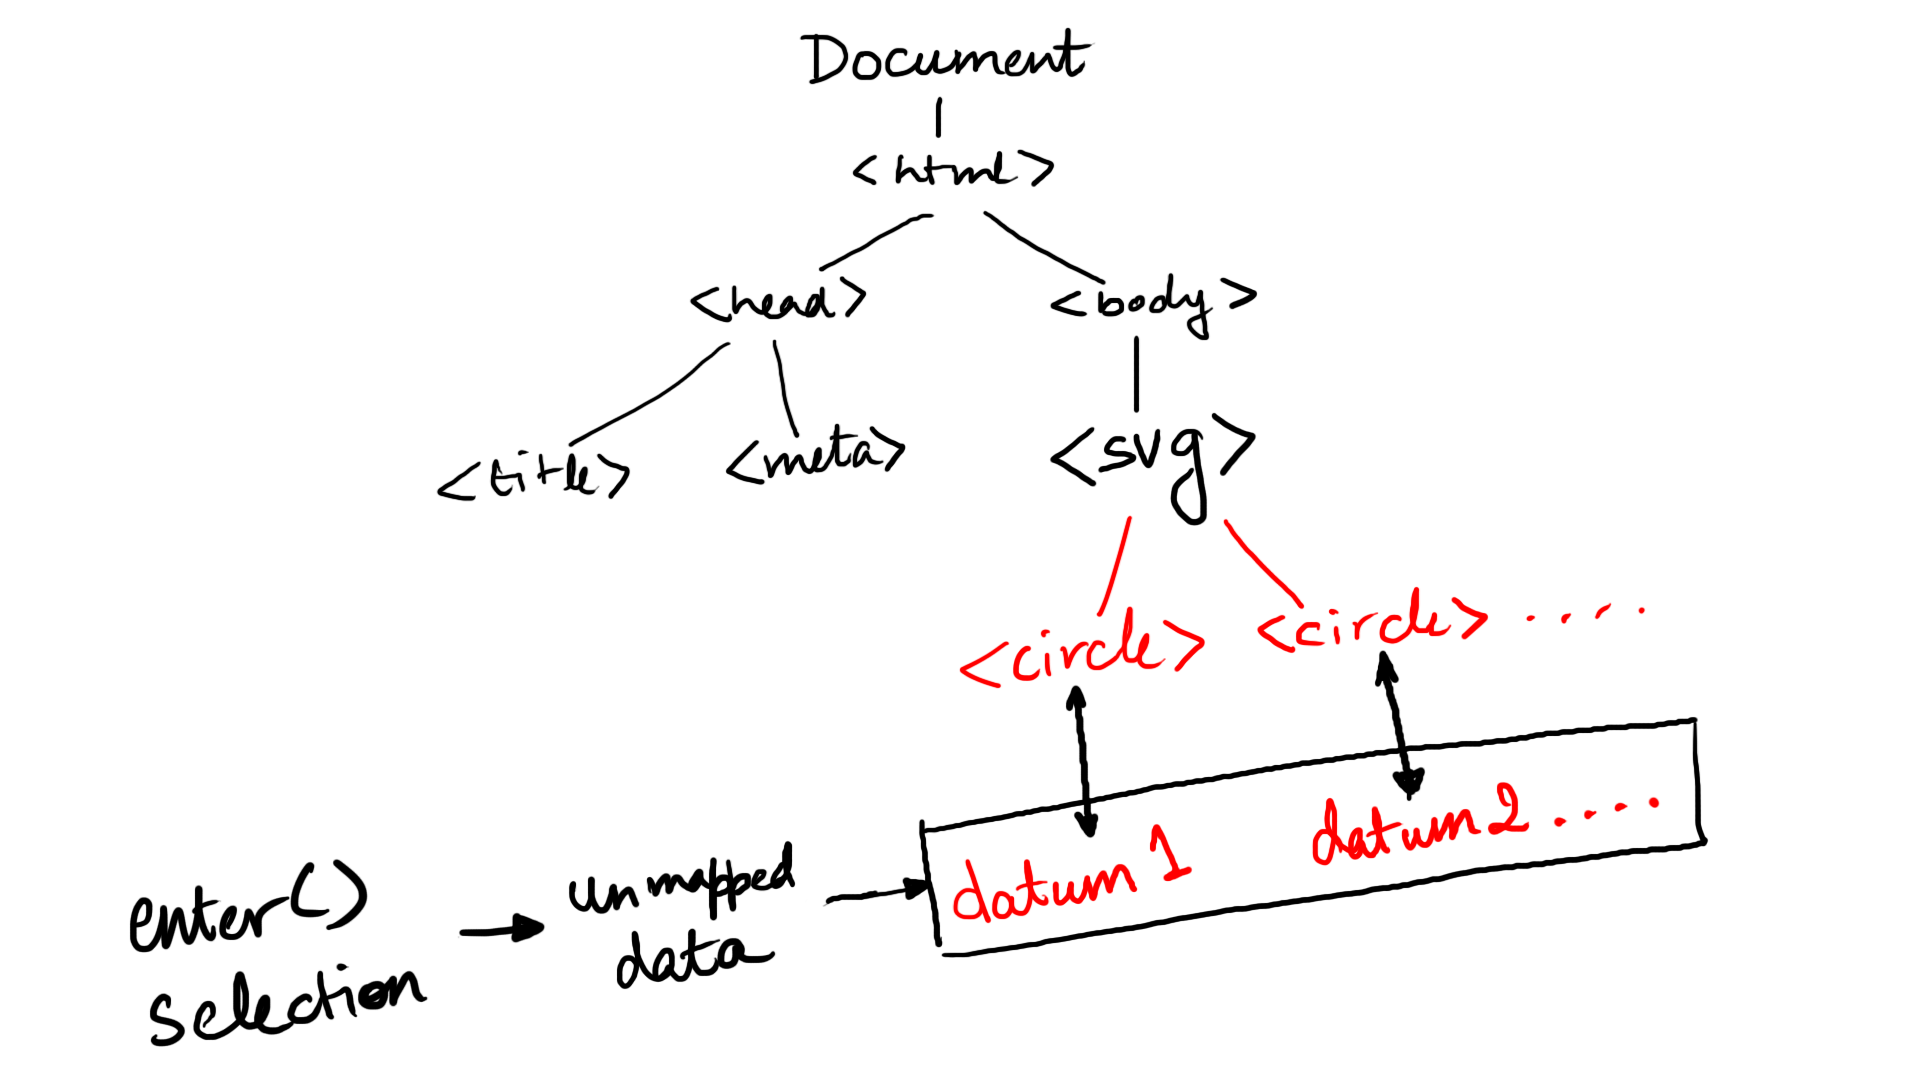 Document
<html>
<head> <body>
<title> <meta> <svg>
<circle> <circle> ....
datum 1 datum 2 ....
enter()
selection
unmapped
data